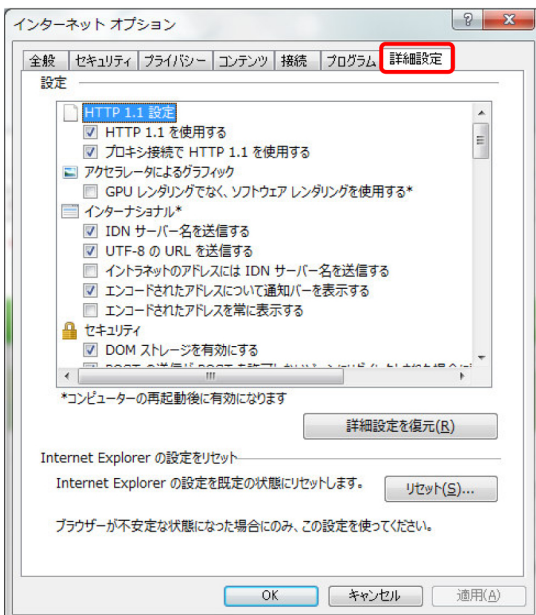 インターネット オプション
全般 セキュリティ プライバシー コンテンツ 接続 プログラム 詳細設定
設定
HTTP 1.1 設定
HTTP 1.1 を使用する
プロキシ接続で HTTP 1.1 を使用する
アクセラレータによるグラフィック
GPU レンダリングでなく、ソフトウェア レンダリングを使用する*
インターナショナル*
IDN サーバー名を送信する
UTF-8 の URL を送信する
イントラネットのアドレスには IDN サーバー名を送信する
エンコードされたアドレスについて通知バーを表示する
エンコードされたアドレスを常に表示する
セキュリティ
DOM ストレージを有効にする
*コンピューターの再起動後に有効になります
詳細設定を復元(R)
Internet Explorer の設定をリセット
Internet Explorer の設定を既定の状態にリセットします。
リセット(S)...
ブラウザーが不安定な状態になった場合にのみ、この設定を使ってください。
OK キャンセル 適用(A)